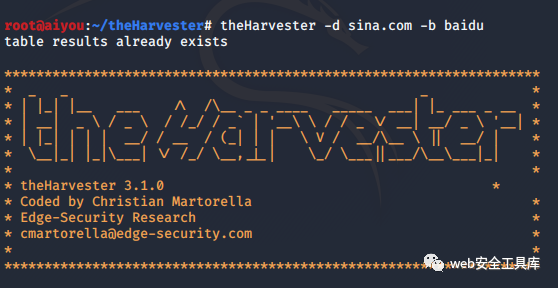 root@aiyou:~/theHarvester# theHarvester -d sina.com -b baidu
table results already exists
*******************************************************************
theHarvester
* theHarvester 3.1.0 *
* Coded by Christian Martorella *
* Edge-Security Research *
* cmartorella@edge-security.com *
*******************************************************************
web安全工具库